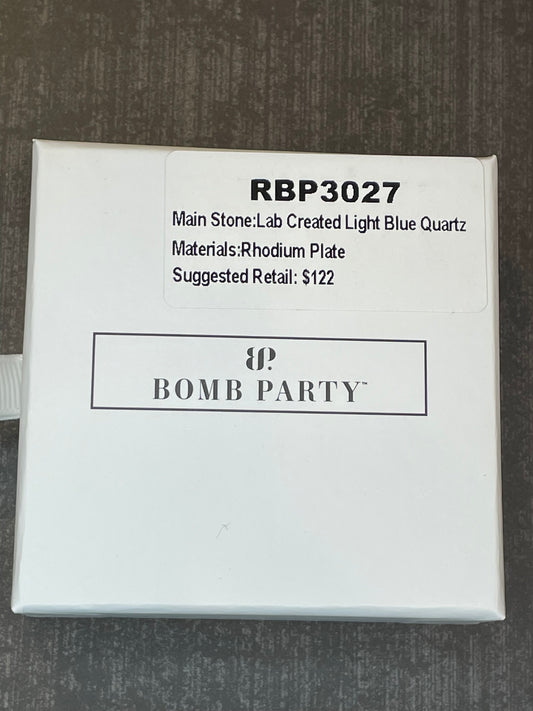 RBP3027
Main Stone:Lab Created Light Blue Quartz
Materials:Rhodium Plate
Suggested Retail: $122
BP.
BOMB PARTY™